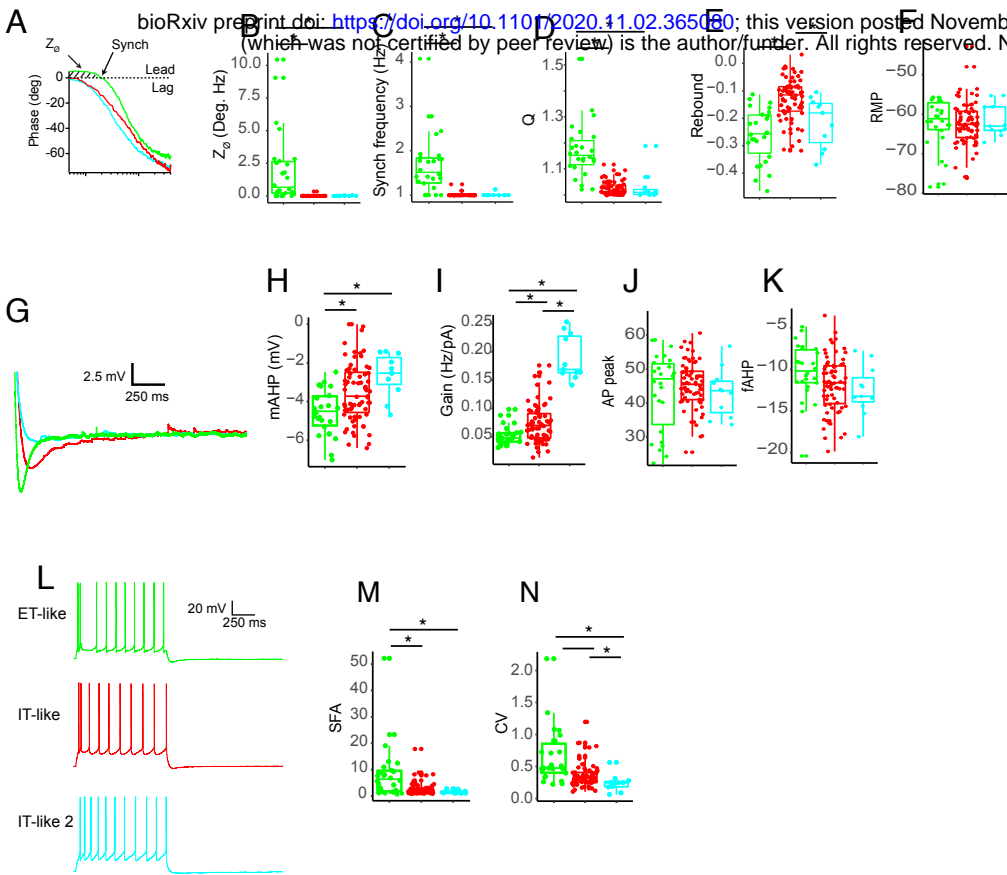 bioRxiv preprint doi: https://doi.org/10.1101/2020.11.02.365080; this version posted Novemb
(which was not certified by peer review) is the author/funder. All rights reserved. N
A
Zø
Synch
Lead
Lag
Phase (deg)
0
−20
−40
−60
B
*
*
Zø (Deg. Hz)
10.0
7.5
5.0
2.5
0.0
C
*
*
Synch frequency (Hz)
4
3
2
1
D
*
*
Q
1.5
1.3
1.1
E
*
*
Rebound
0.0
−0.1
−0.2
−0.3
−0.4
F
RMP
−50
−60
−70
−80
G
2.5 mV
250 ms
H
*
*
mAHP (mV)
0
−2
−4
−6
I
*
*
*
Gain (Hz/pA)
0.25
0.20
0.15
0.10
0.05
J
AP peak
60
50
40
30
K
fAHP
−5
−10
−15
−20
L
ET-like
20 mV
250 ms
IT-like
IT-like 2
M
*
*
SFA
50
40
30
20
10
0
N
*
*
CV
2.0
1.5
1.0
0.5
0.0